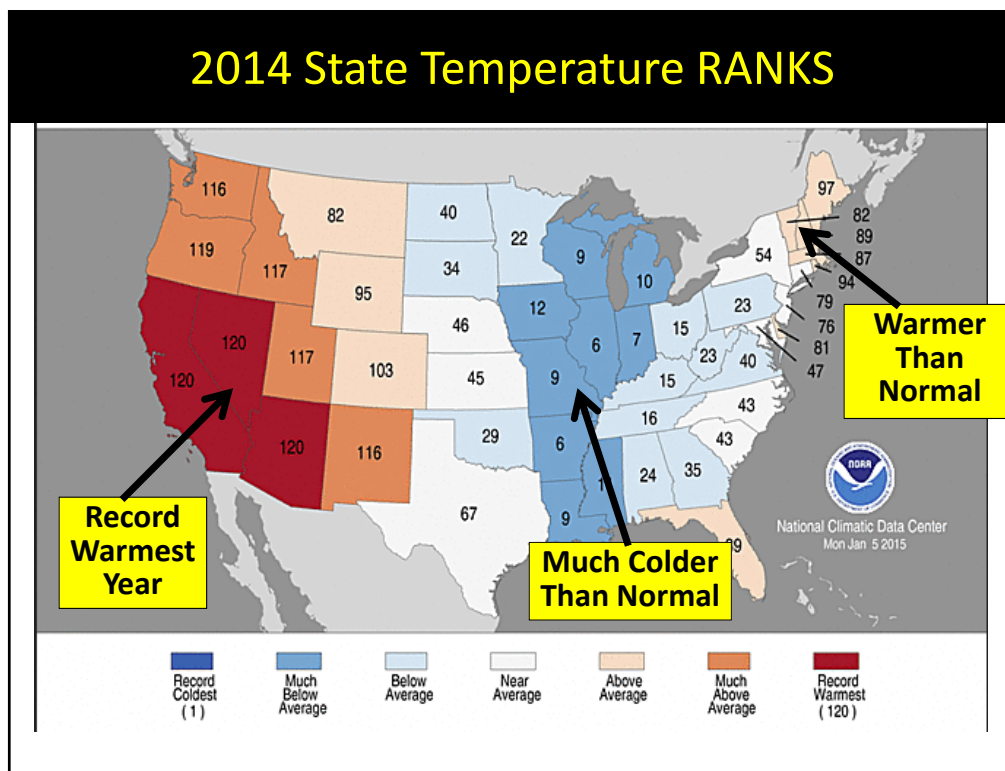 2014 State Temperature RANKS
116
82
40
22
97
82
89
87
94
79
76
81
47
119
117
34
9
10
54
95
12
23
46
15
120
6
7
117
103
23
120
45
9
40
15
43
16
120
116
29
6
43
24
35
67
9
Warmer
Than
Normal
NOAA
National Climatic Data Center
Mon Jan 5 2015
Record
Warmest
Year
Much Colder
Than Normal
Record
Coldest
( 1 )
Much
Below
Average
Below
Average
Near
Average
Above
Average
Much
Above
Average
Record
Warmest
( 120 )